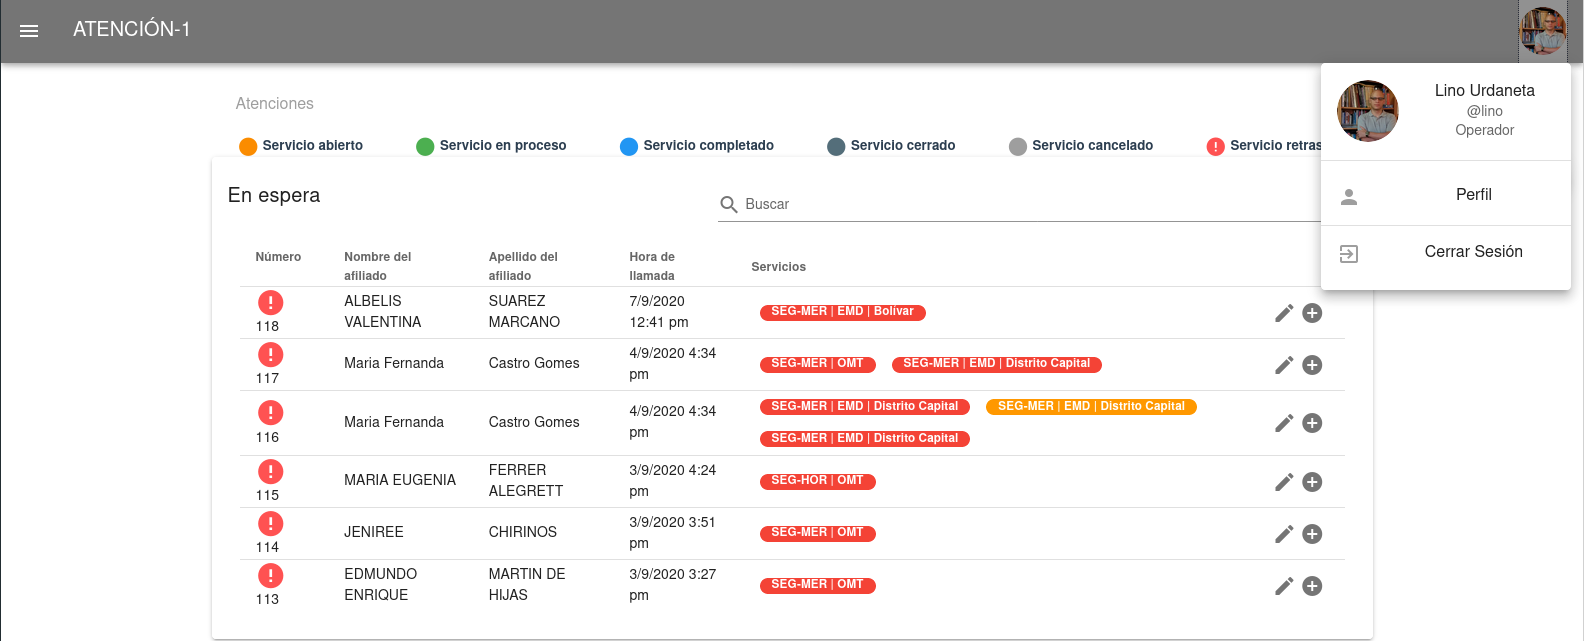 ATENCIÓN-1
Lino Urdaneta
@lino
Operador
Perfil
Cerrar Sesión
Atenciones
Servicio abierto
Servicio en proceso
Servicio completado
Servicio cerrado
Servicio cancelado
Servicio retras
En espera
Buscar
Número
Nombre del
afiliado
Apellido del
afiliado
Hora de
llamada
Servicios
118
ALBELIS
VALENTINA
SUAREZ
MARCANO
7/9/2020
12:41 pm
SEG-MER | EMD | Bolívar
117
Maria Fernanda
Castro Gomes
4/9/2020 4:34
pm
SEG-MER | OMT
SEG-MER | EMD | Distrito Capital
116
Maria Fernanda
Castro Gomes
4/9/2020 4:34
pm
SEG-MER | EMD | Distrito Capital
SEG-MER | EMD | Distrito Capital
SEG-MER | EMD | Distrito Capital
115
MARIA EUGENIA
FERRER
ALEGRETT
3/9/2020 4:24
pm
SEG-HOR | OMT
114
JENIREE
CHIRINOS
3/9/2020 3:51
pm
SEG-MER | OMT
113
EDMUNDO
ENRIQUE
MARTIN DE
HIJAS
3/9/2020 3:27
pm
SEG-MER | OMT